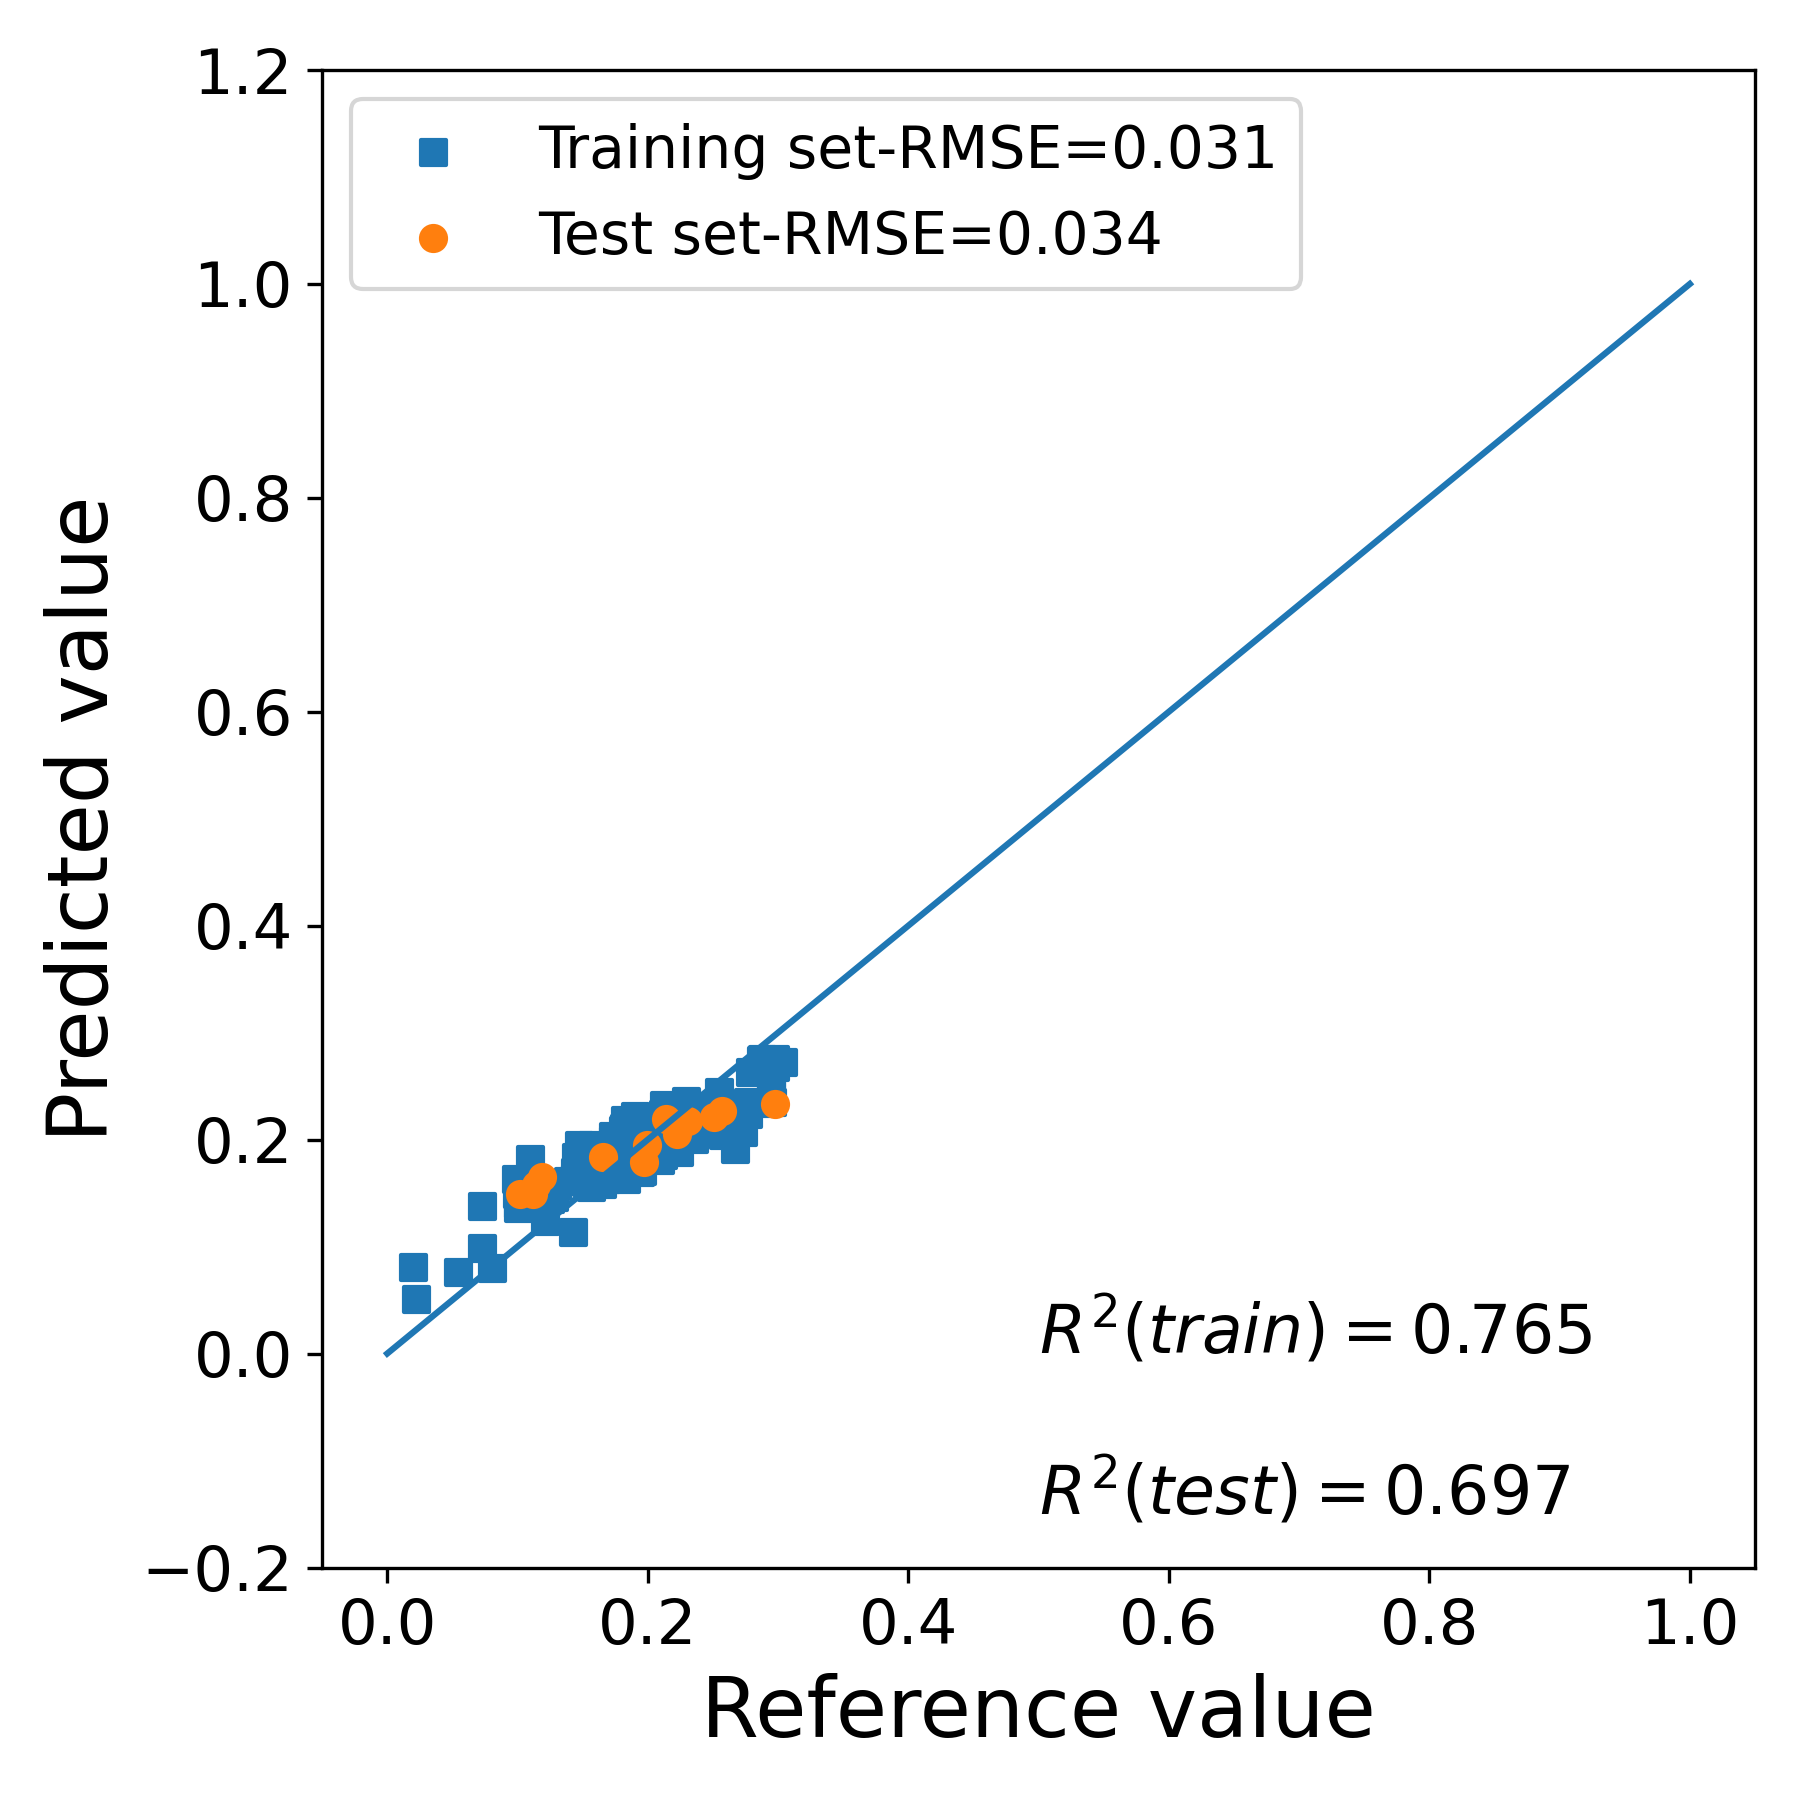 1.2
1.0
0.8
0.6
0.4
0.2
0.0
−0.2
Predicted value
Training set-RMSE=0.031
Test set-RMSE=0.034
R²(train) = 0.765
R²(test) = 0.697
0.0 0.2 0.4 0.6 0.8 1.0
Reference value